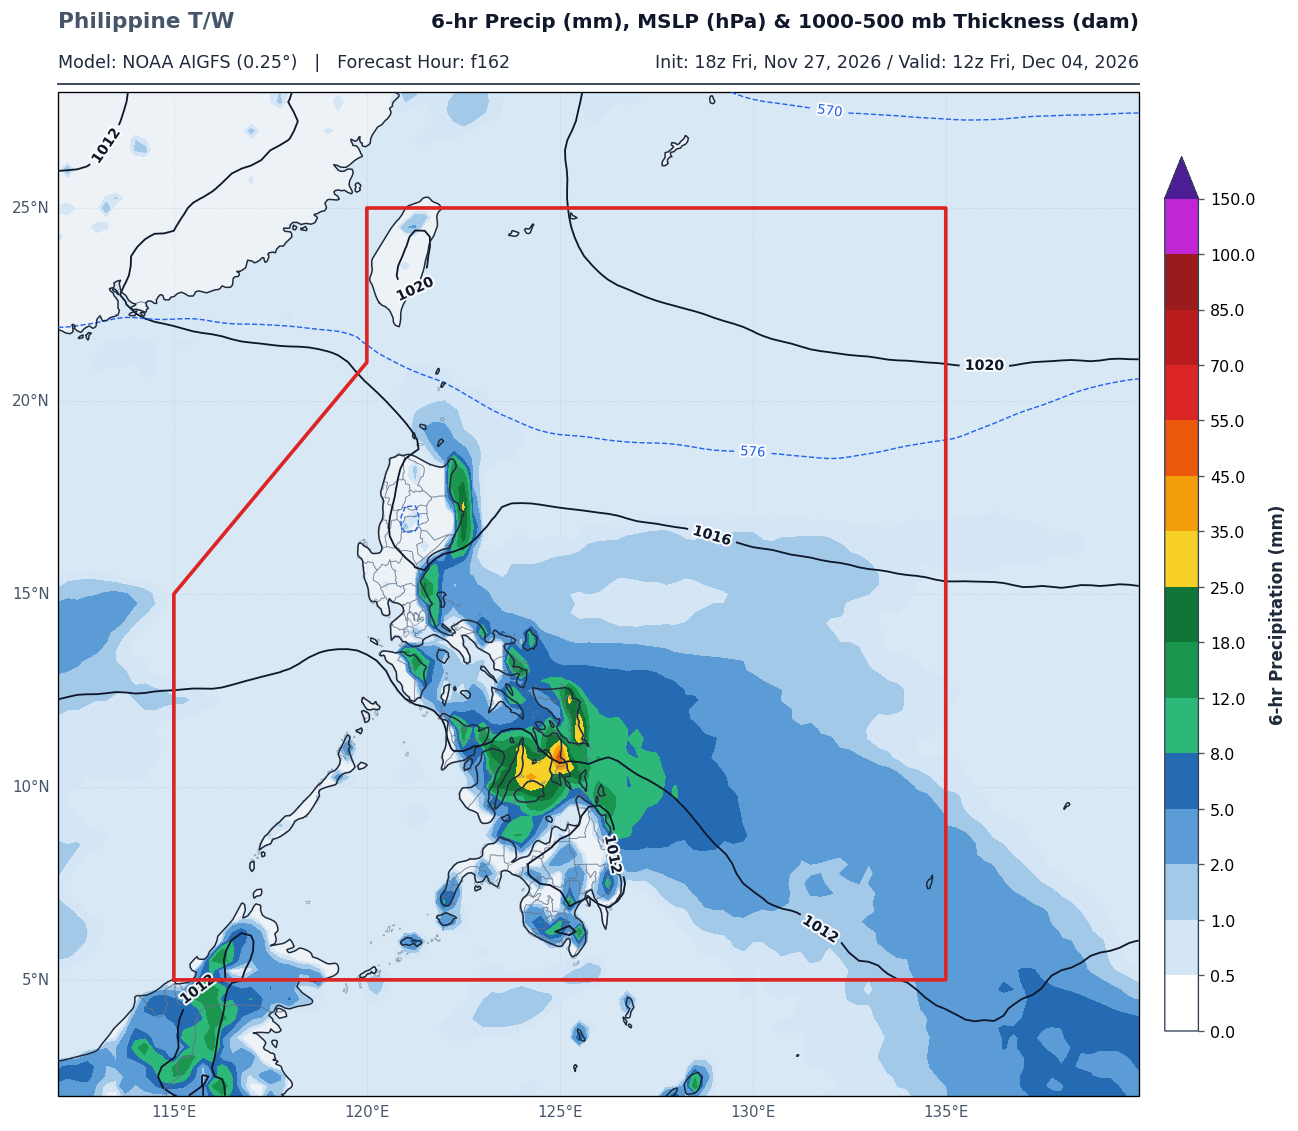 Philippine T/W
6-hr Precip (mm), MSLP (hPa) & 1000-500 mb Thickness (dam)
Model: NOAA AIGFS (0.25°) | Forecast Hour: f162
Init: 18z Fri, Nov 27, 2026 / Valid: 12z Fri, Dec 04, 2026
570
1012
25°N
1020
1020
20°N
576
1016
15°N
10°N
1012
1012
5°N
1012
115°E
120°E
125°E
130°E
135°E
150.0
100.0
85.0
70.0
55.0
45.0
35.0
25.0
18.0
12.0
8.0
5.0
2.0
1.0
0.5
0.0
6-hr Precipitation (mm)